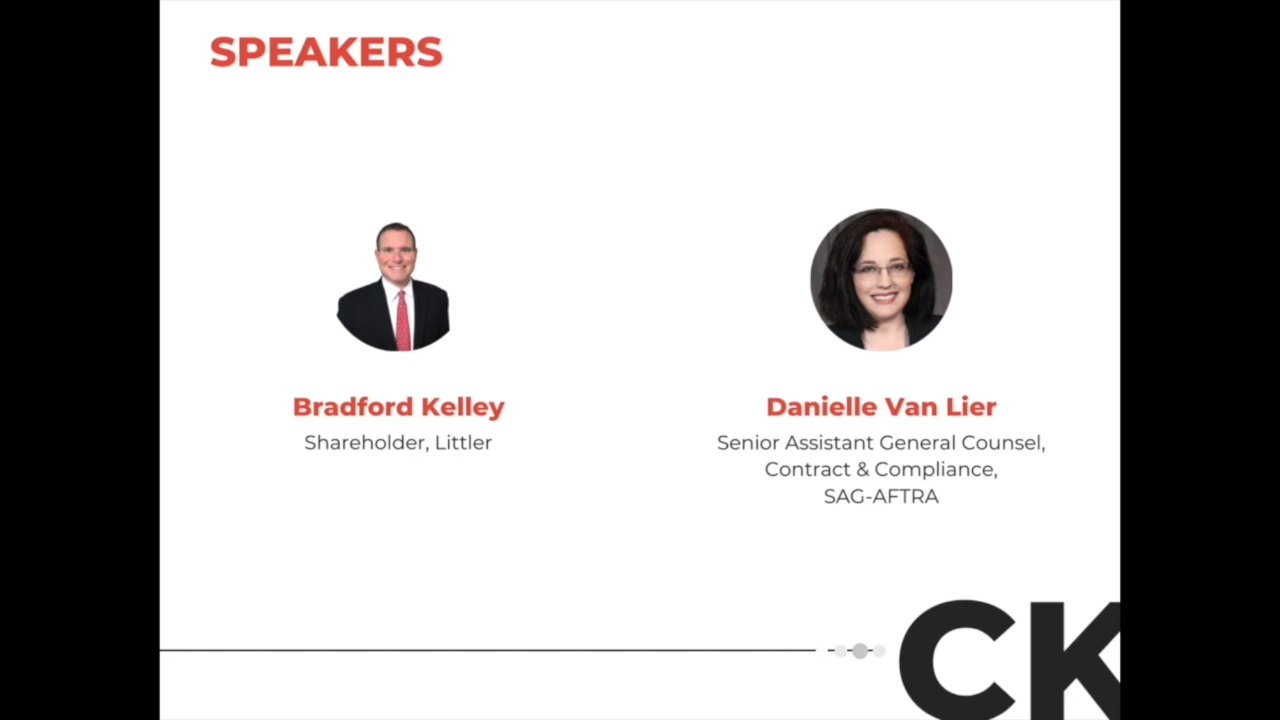 SPEAKERS
Bradford Kelley
Shareholder, Littler
Danielle Van Lier
Senior Assistant General Counsel,
Contract & Compliance,
SAG-AFTRA
CK